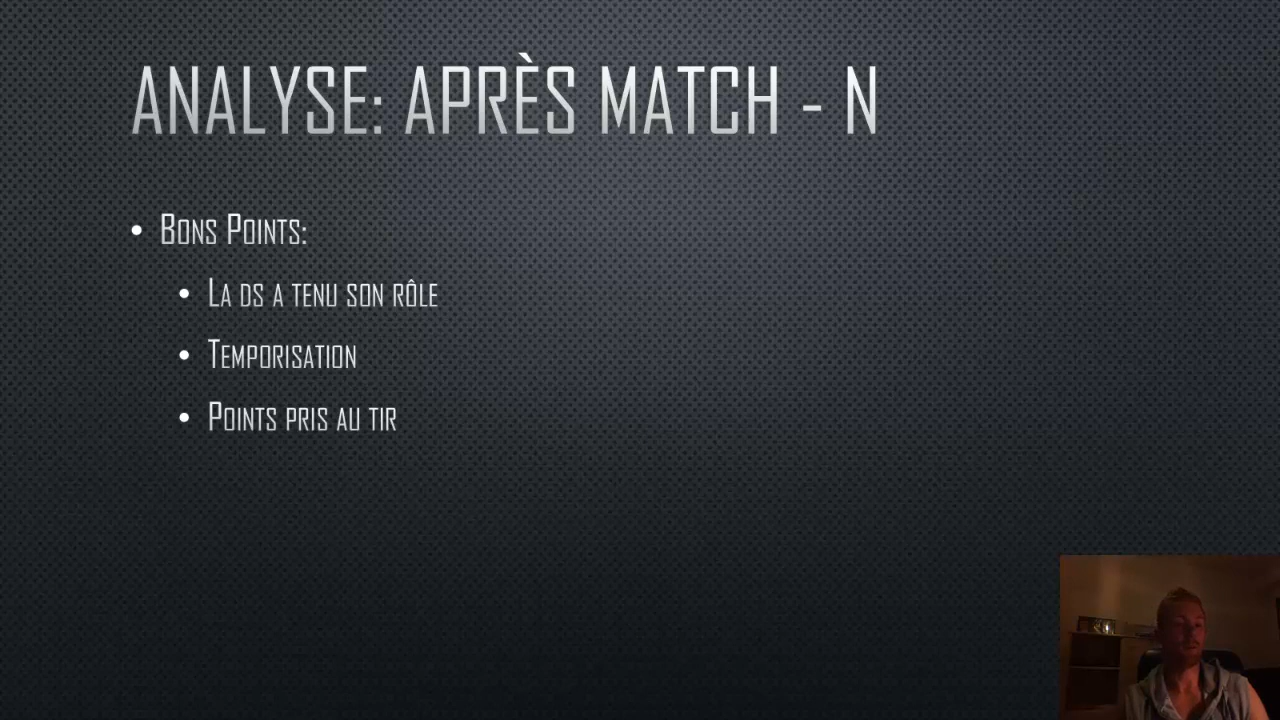 ANALYSE: APRÈS MATCH - N
• BONS POINTS:
• LA DS A TENU SON RÔLE
• TEMPORISATION
• POINTS PRIS AU TIR